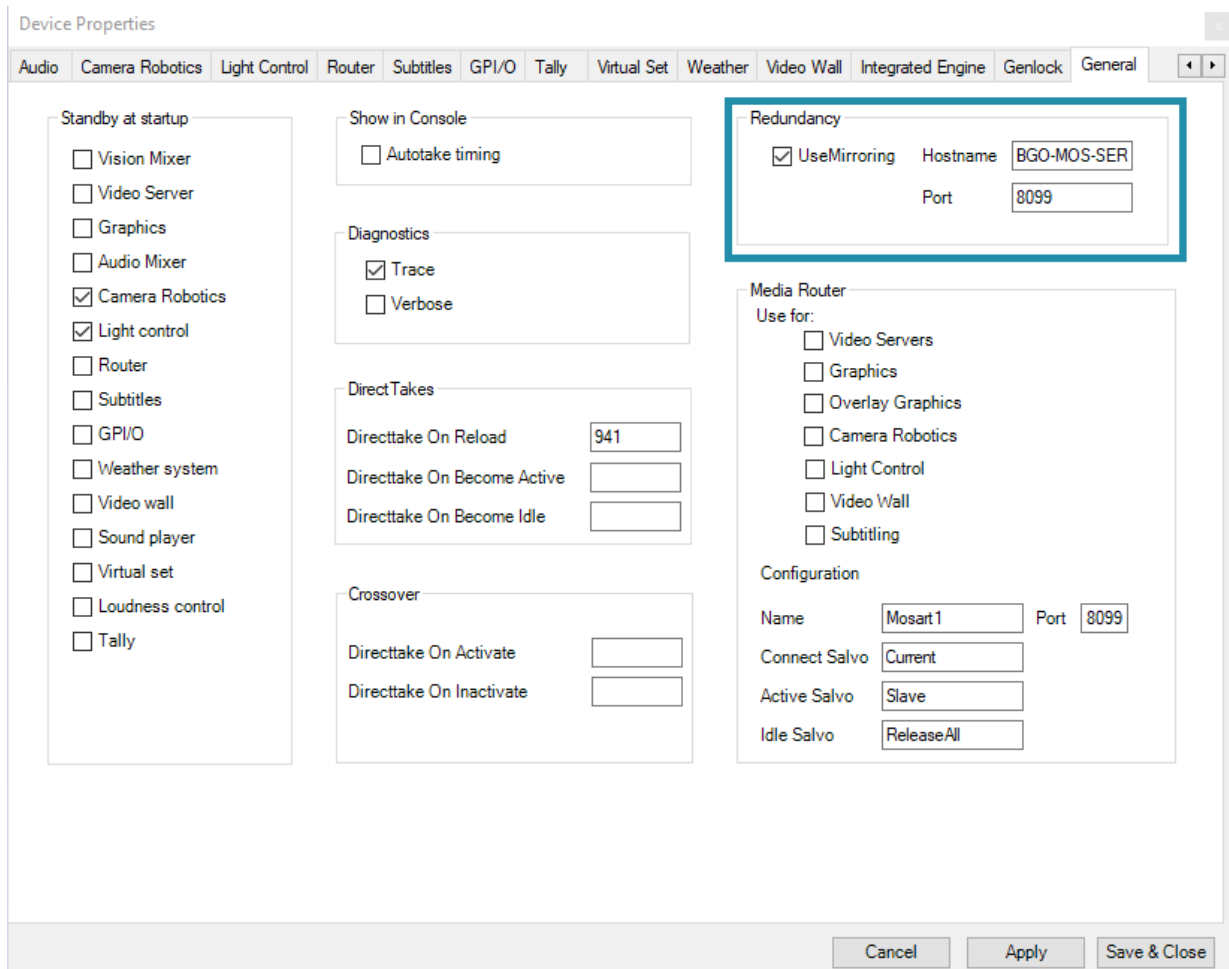 Device Properties
Audio Camera Robotics Light Control Router Subtitles GPI/O Tally Virtual Set Weather Video Wall Integrated Engine Genlock General
Standby at startup
Vision Mixer
Video Server
Graphics
Audio Mixer
Camera Robotics
Light control
Router
Subtitles
GPI/O
Weather system
Video wall
Sound player
Virtual set
Loudness control
Tally
Show in Console
Autotake timing
Diagnostics
Trace
Verbose
DirectTakes
Directtake On Reload 941
Directtake On Become Active
Directtake On Become Idle
Crossover
Directtake On Activate
Directtake On Inactivate
Redundancy
UseMirroring Hostname BGO-MOS-SER
Port 8099
Media Router
Use for:
Video Servers
Graphics
Overlay Graphics
Camera Robotics
Light Control
Video Wall
Subtitling
Configuration
Name Mosart1 Port 8099
Connect Salvo Current
Active Salvo Slave
Idle Salvo ReleaseAll
Cancel Apply Save & Close